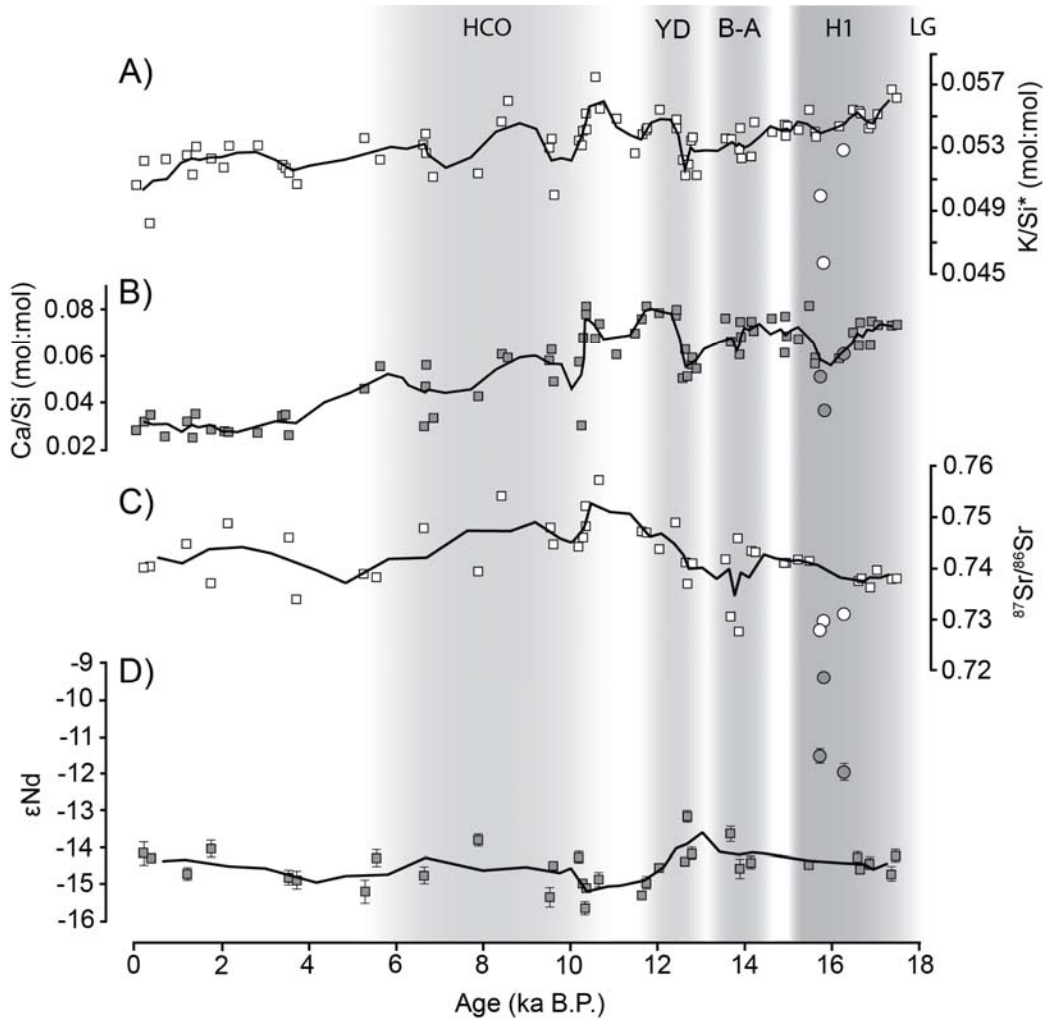 HCO YD B-A H1 LG
A)
0.057
0.053
0.049
0.045
K/Si* (mol:mol)
B)
0.08
0.06
0.04
0.02
Ca/Si (mol:mol)
C)
0.76
0.75
0.74
0.73
0.72
⁸⁷Sr/⁸⁶Sr
D)
-9
-10
-11
-12
-13
-14
-15
-16
εNd
0 2 4 6 8 10 12 14 16 18
Age (ka B.P.)